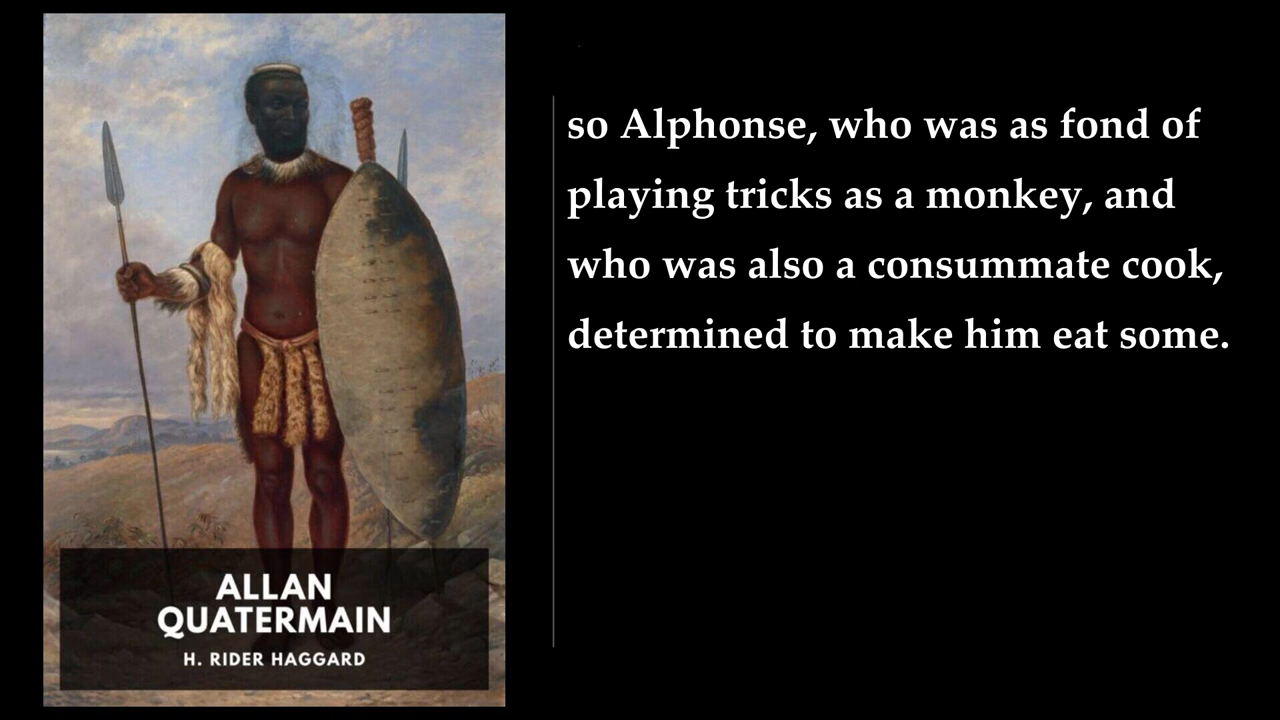 ALLAN
QUATERMAIN
H. RIDER HAGGARD
so Alphonse, who was as fond of
playing tricks as a monkey, and
who was also a consummate cook,
determined to make him eat some.